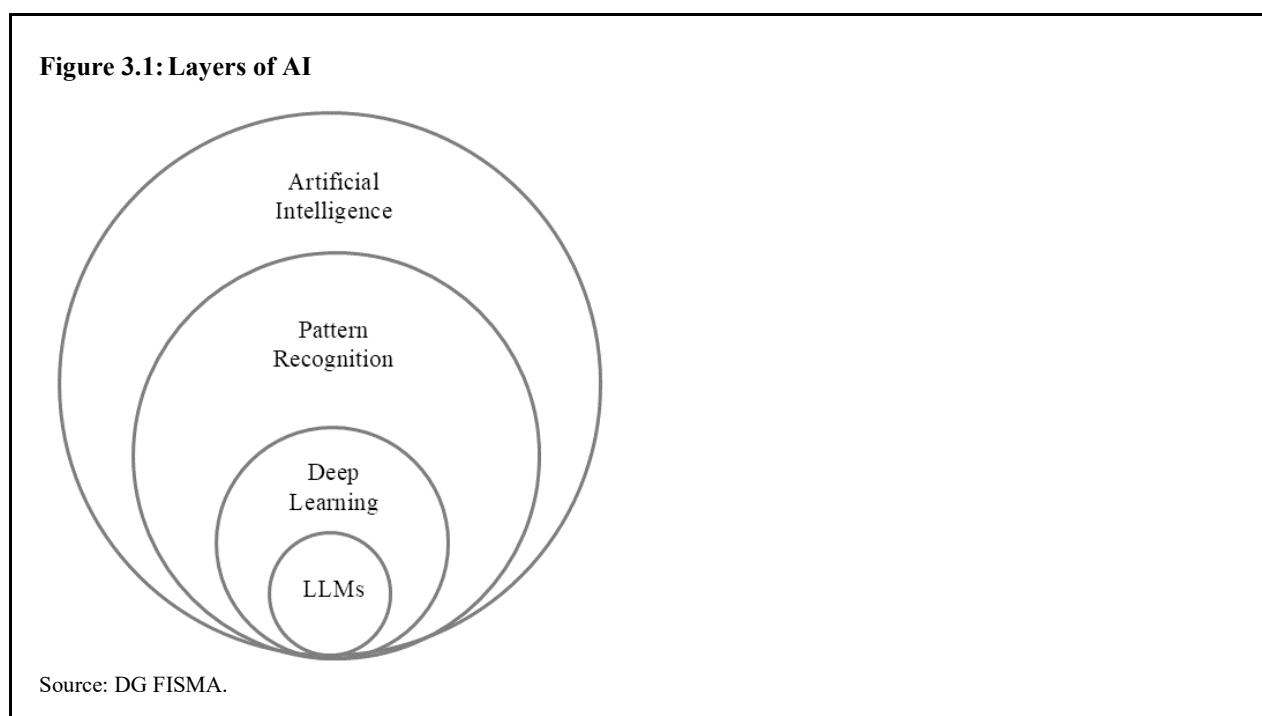 Figure 3.1: Layers of AI
Artificial
Intelligence
Pattern
Recognition
Deep
Learning
LLMs
Source: DG FISMA.